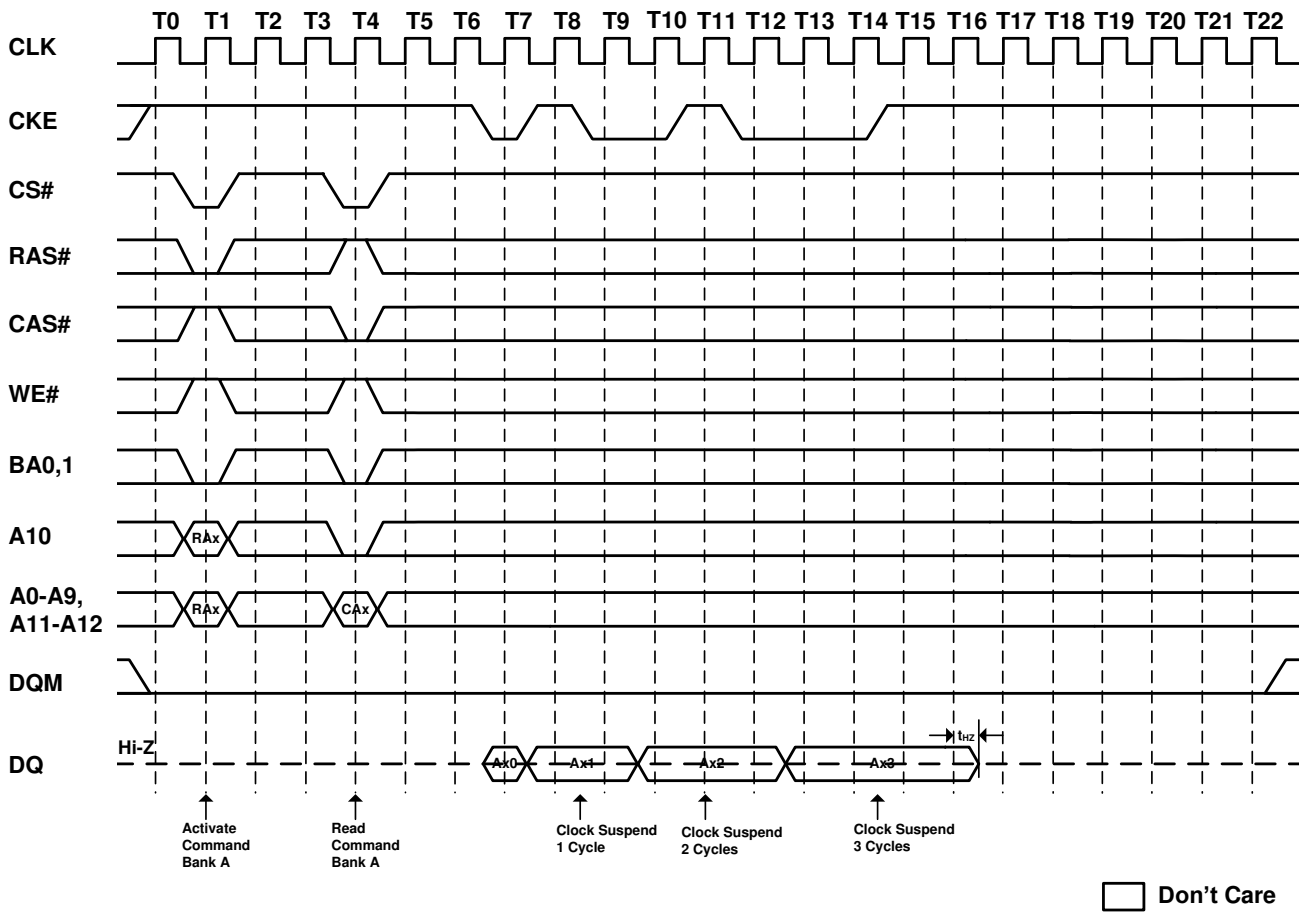 T0 T1 T2 T3 T4 T5 T6 T7 T8 T9 T10 T11 T12 T13 T14 T15 T16 T17 T18 T19 T20 T21 T22
CLK
CKE
CS#
RAS#
CAS#
WE#
BA0,1
A10
RAx
A0-A9,
A11-A12
RAx CAx
DQM
tHZ
Hi-Z
DQ
Ax0 Ax1 Ax2 Ax3
Activate
Command
Bank A
Read
Command
Bank A
Clock Suspend
1 Cycle
Clock Suspend
2 Cycles
Clock Suspend
3 Cycles
Don't Care